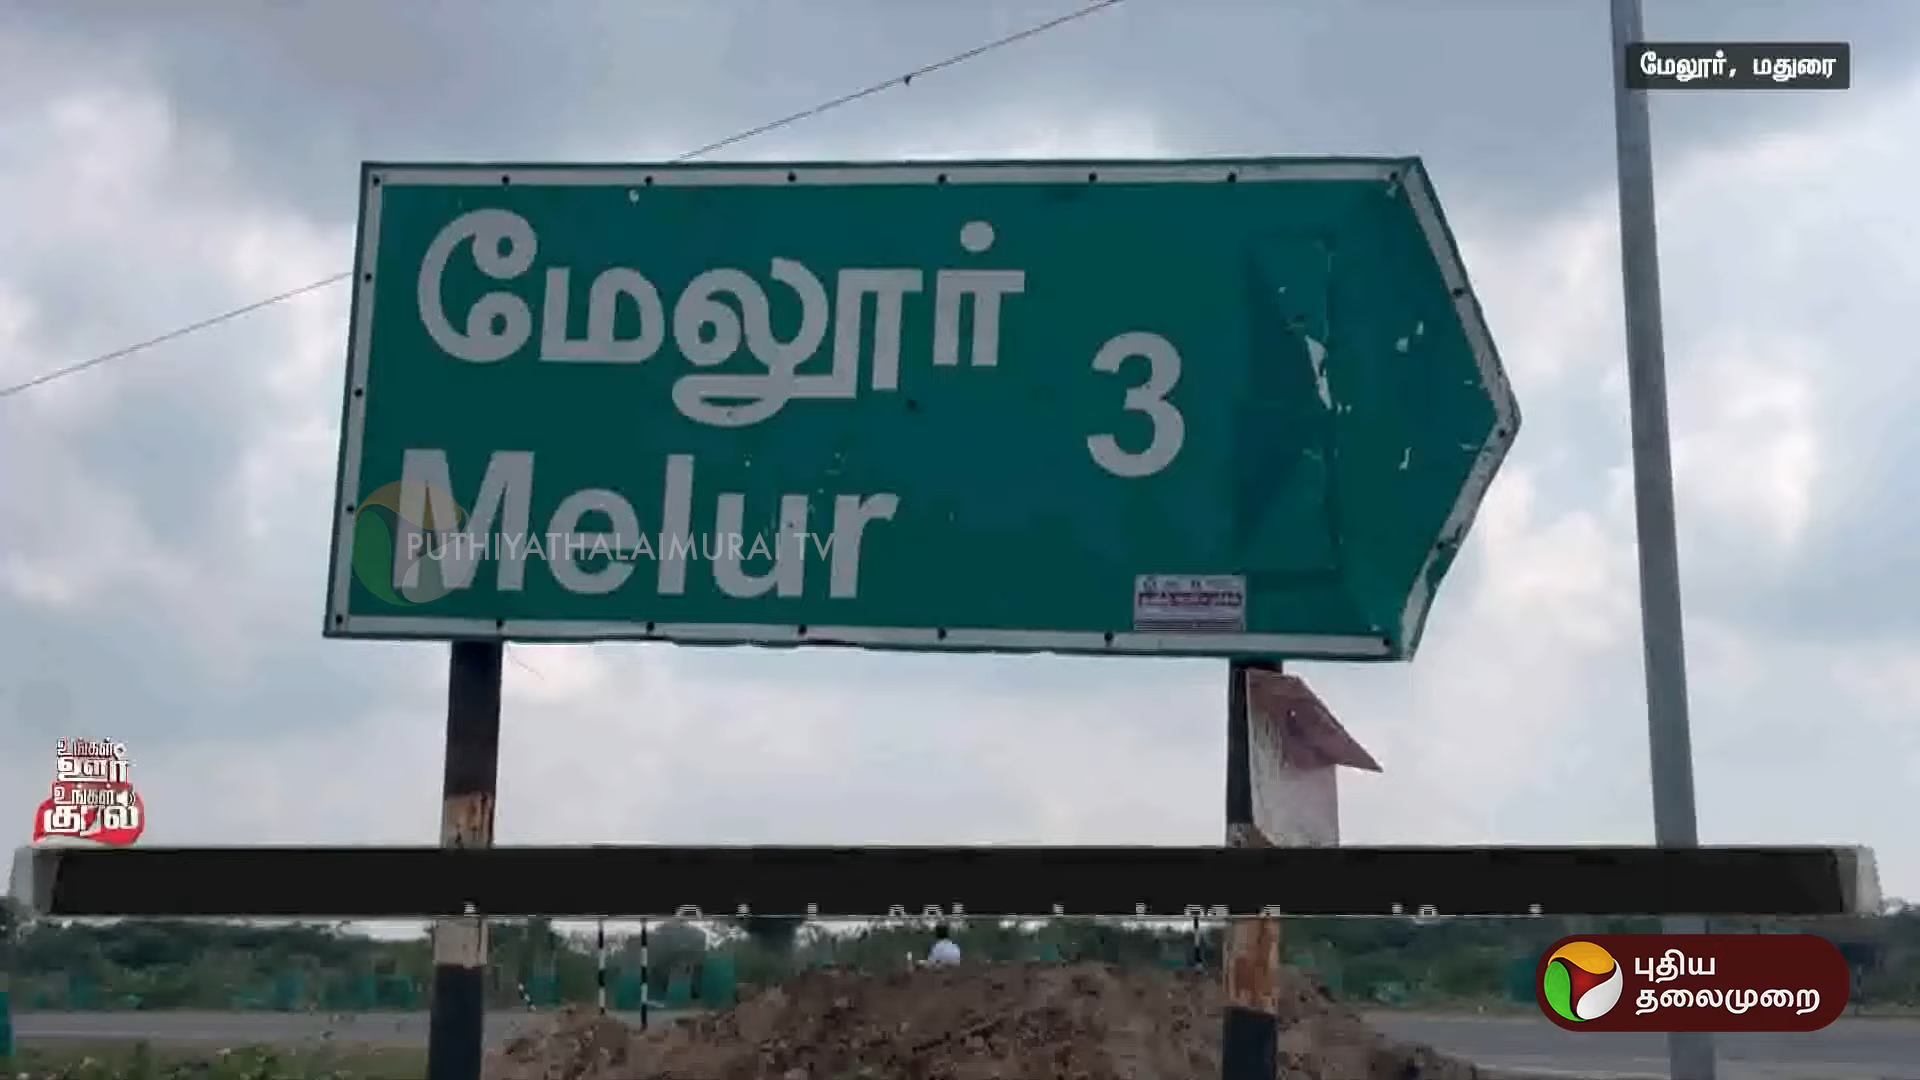 மேலூர், மதுரை
மேலூர்
3
Melur
PUTHIYATHALAIMURAI TV
உங்கள்
ஊர்
உங்கள்
குரல்
புதிய
தலைமுறை